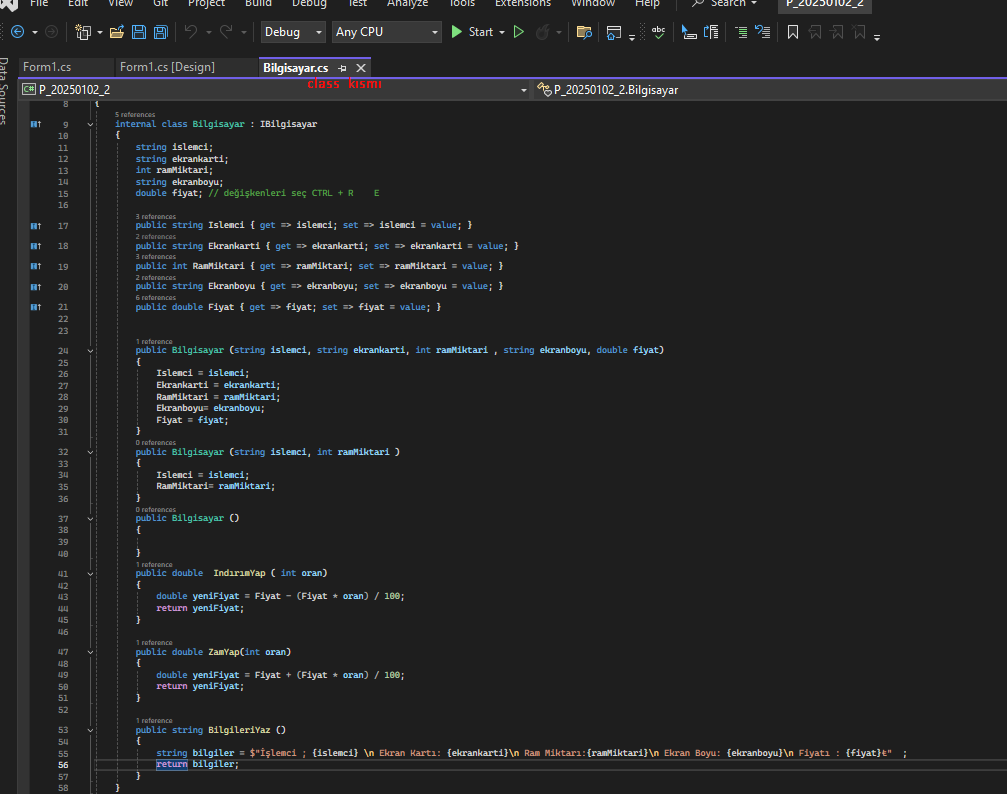 File Edit View Git Project Build Debug Test Analyze Tools Extensions Window Help Search P_20250102_2
Debug Any CPU Start
Data Sources
Form1.cs Form1.cs [Design] Bilgisayar.cs
class kısmı
C# P_20250102_2 P_20250102_2.Bilgisayar
8 {
5 references
9 internal class Bilgisayar : IBilgisayar
10 {
11 string islemci;
12 string ekrankarti;
13 int ramMiktari;
14 string ekranboyu;
15 double fiyat; // değişkenleri seç CTRL + R E
16
3 references
17 public string Islemci { get => islemci; set => islemci = value; }
2 references
18 public string Ekrankarti { get => ekrankarti; set => ekrankarti = value; }
3 references
19 public int RamMiktari { get => ramMiktari; set => ramMiktari = value; }
2 references
20 public string Ekranboyu { get => ekranboyu; set => ekranboyu = value; }
6 references
21 public double Fiyat { get => fiyat; set => fiyat = value; }
22
23
1 reference
24 public Bilgisayar (string islemci, string ekrankarti, int ramMiktari , string ekranboyu, double fiyat)
25 {
26 Islemci = islemci;
27 Ekrankarti = ekrankarti;
28 RamMiktari = ramMiktari;
29 Ekranboyu= ekranboyu;
30 Fiyat = fiyat;
31 }
0 references
32 public Bilgisayar (string islemci, int ramMiktari )
33 {
34 Islemci = islemci;
35 RamMiktari= ramMiktari;
36 }
0 references
37 public Bilgisayar ()
38 {
39
40 }
1 reference
41 public double IndırımYap ( int oran)
42 {
43 double yeniFiyat = Fiyat - (Fiyat * oran) / 100;
44 return yeniFiyat;
45 }
46
1 reference
47 public double ZamYap(int oran)
48 {
49 double yeniFiyat = Fiyat + (Fiyat * oran) / 100;
50 return yeniFiyat;
51 }
52
1 reference
53 public string BilgileriYaz ()
54 {
55 string bilgiler = $"İşlemci ; {islemci} \n Ekran Kartı: {ekrankarti}\n Ram Miktarı:{ramMiktari}\n Ekran Boyu: {ekranboyu}\n Fiyatı : {fiyat}₺" ;
56 return bilgiler;
57 }
58 }